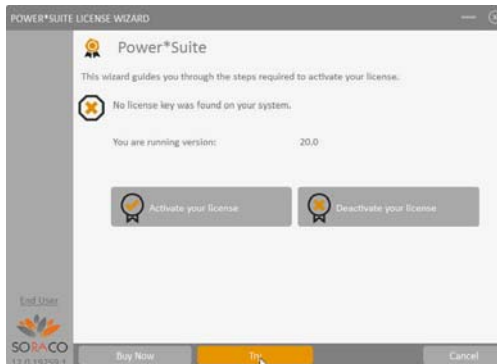 POWER*SUITE LICENSE WIZARD
Power*Suite
This wizard guides you through the steps required to activate your license.
No license key was found on your system.
You are running version: 20.0
Activate your license
Deactivate your license
End User
SORACO
Buy Now
Try
Cancel